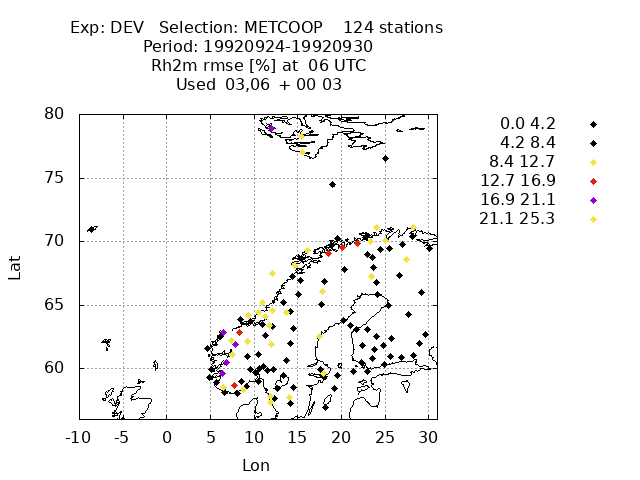 Exp: DEV   Selection: METCOOP    124 stations
Period: 19920924-19920930
Rh2m rmse [%] at  06 UTC
Used  03,06  + 00 03
0.0 4.2
4.2 8.4
8.4 12.7
12.7 16.9
16.9 21.1
21.1 25.3
80
75
70
65
60
Lat
-10 -5 0 5 10 15 20 25 30
Lon